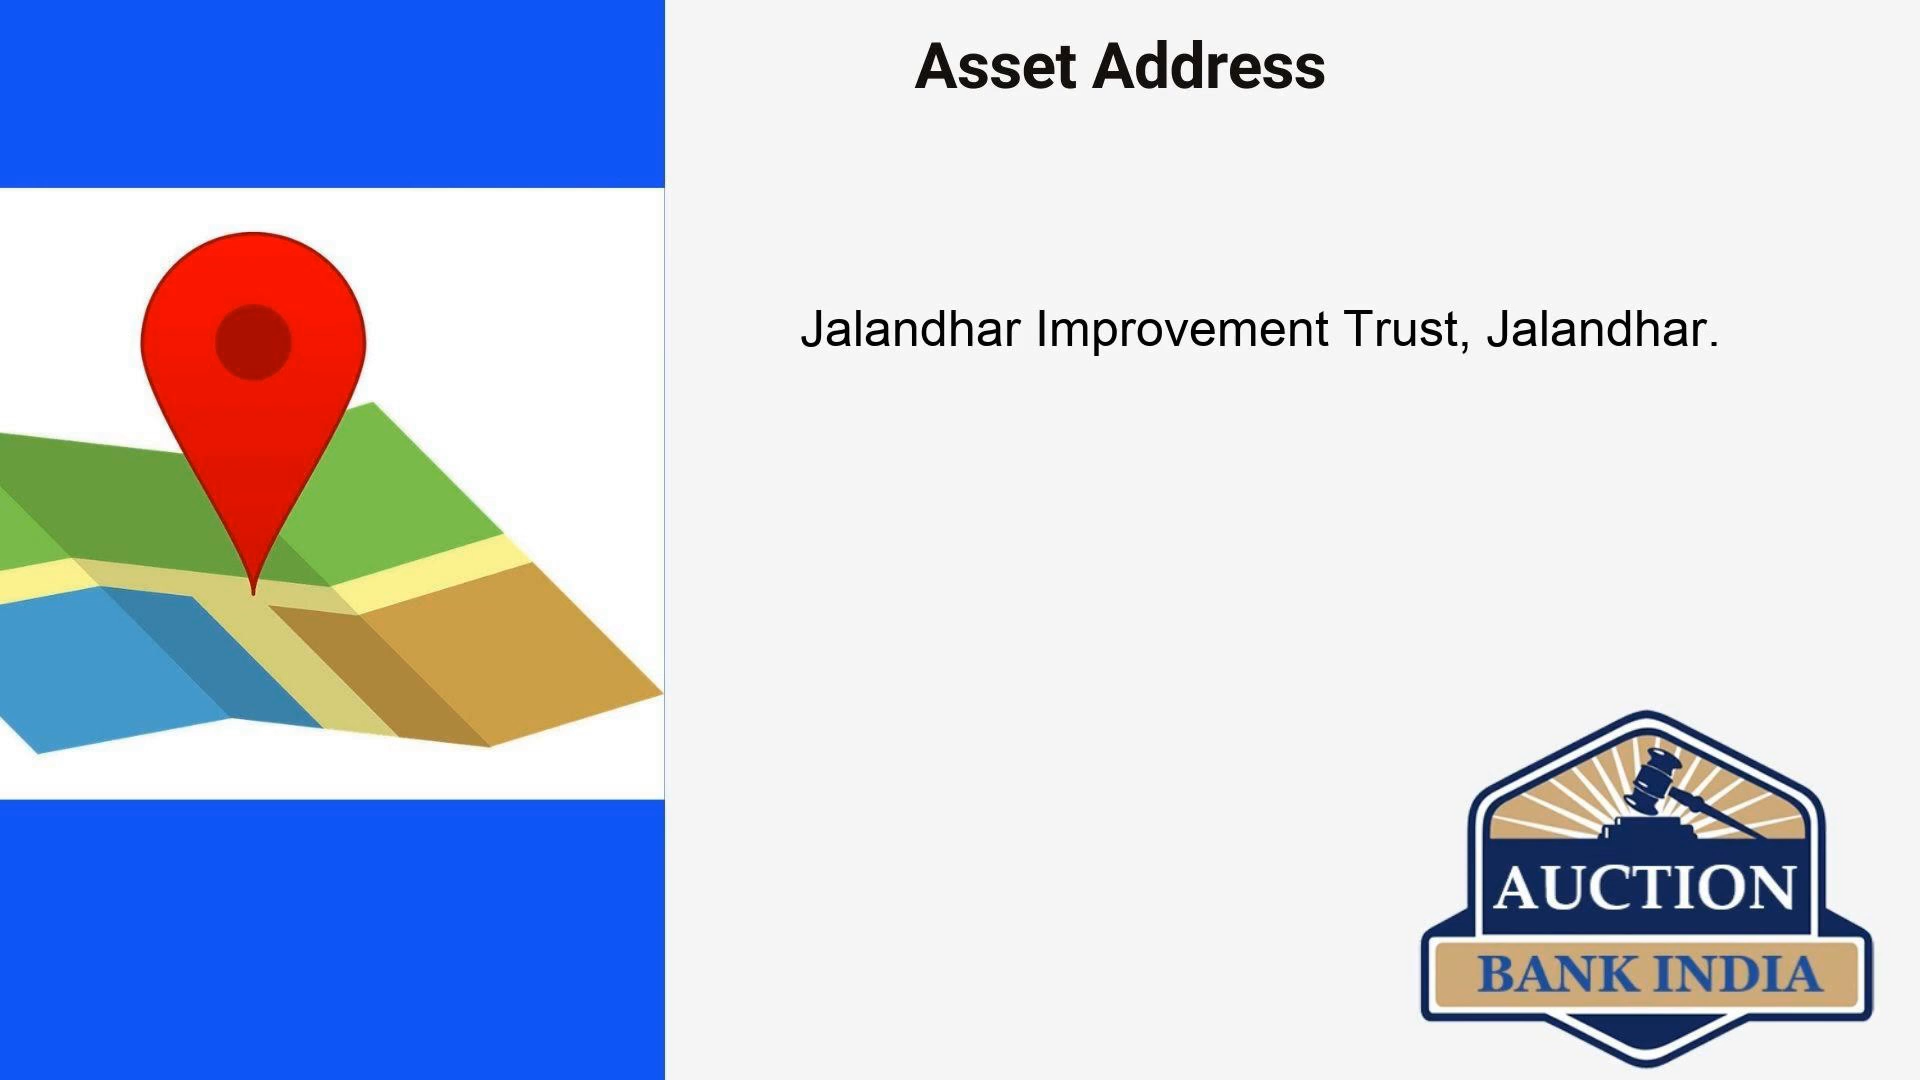 Asset Address
Jalandhar Improvement Trust, Jalandhar.
AUCTION
BANK INDIA